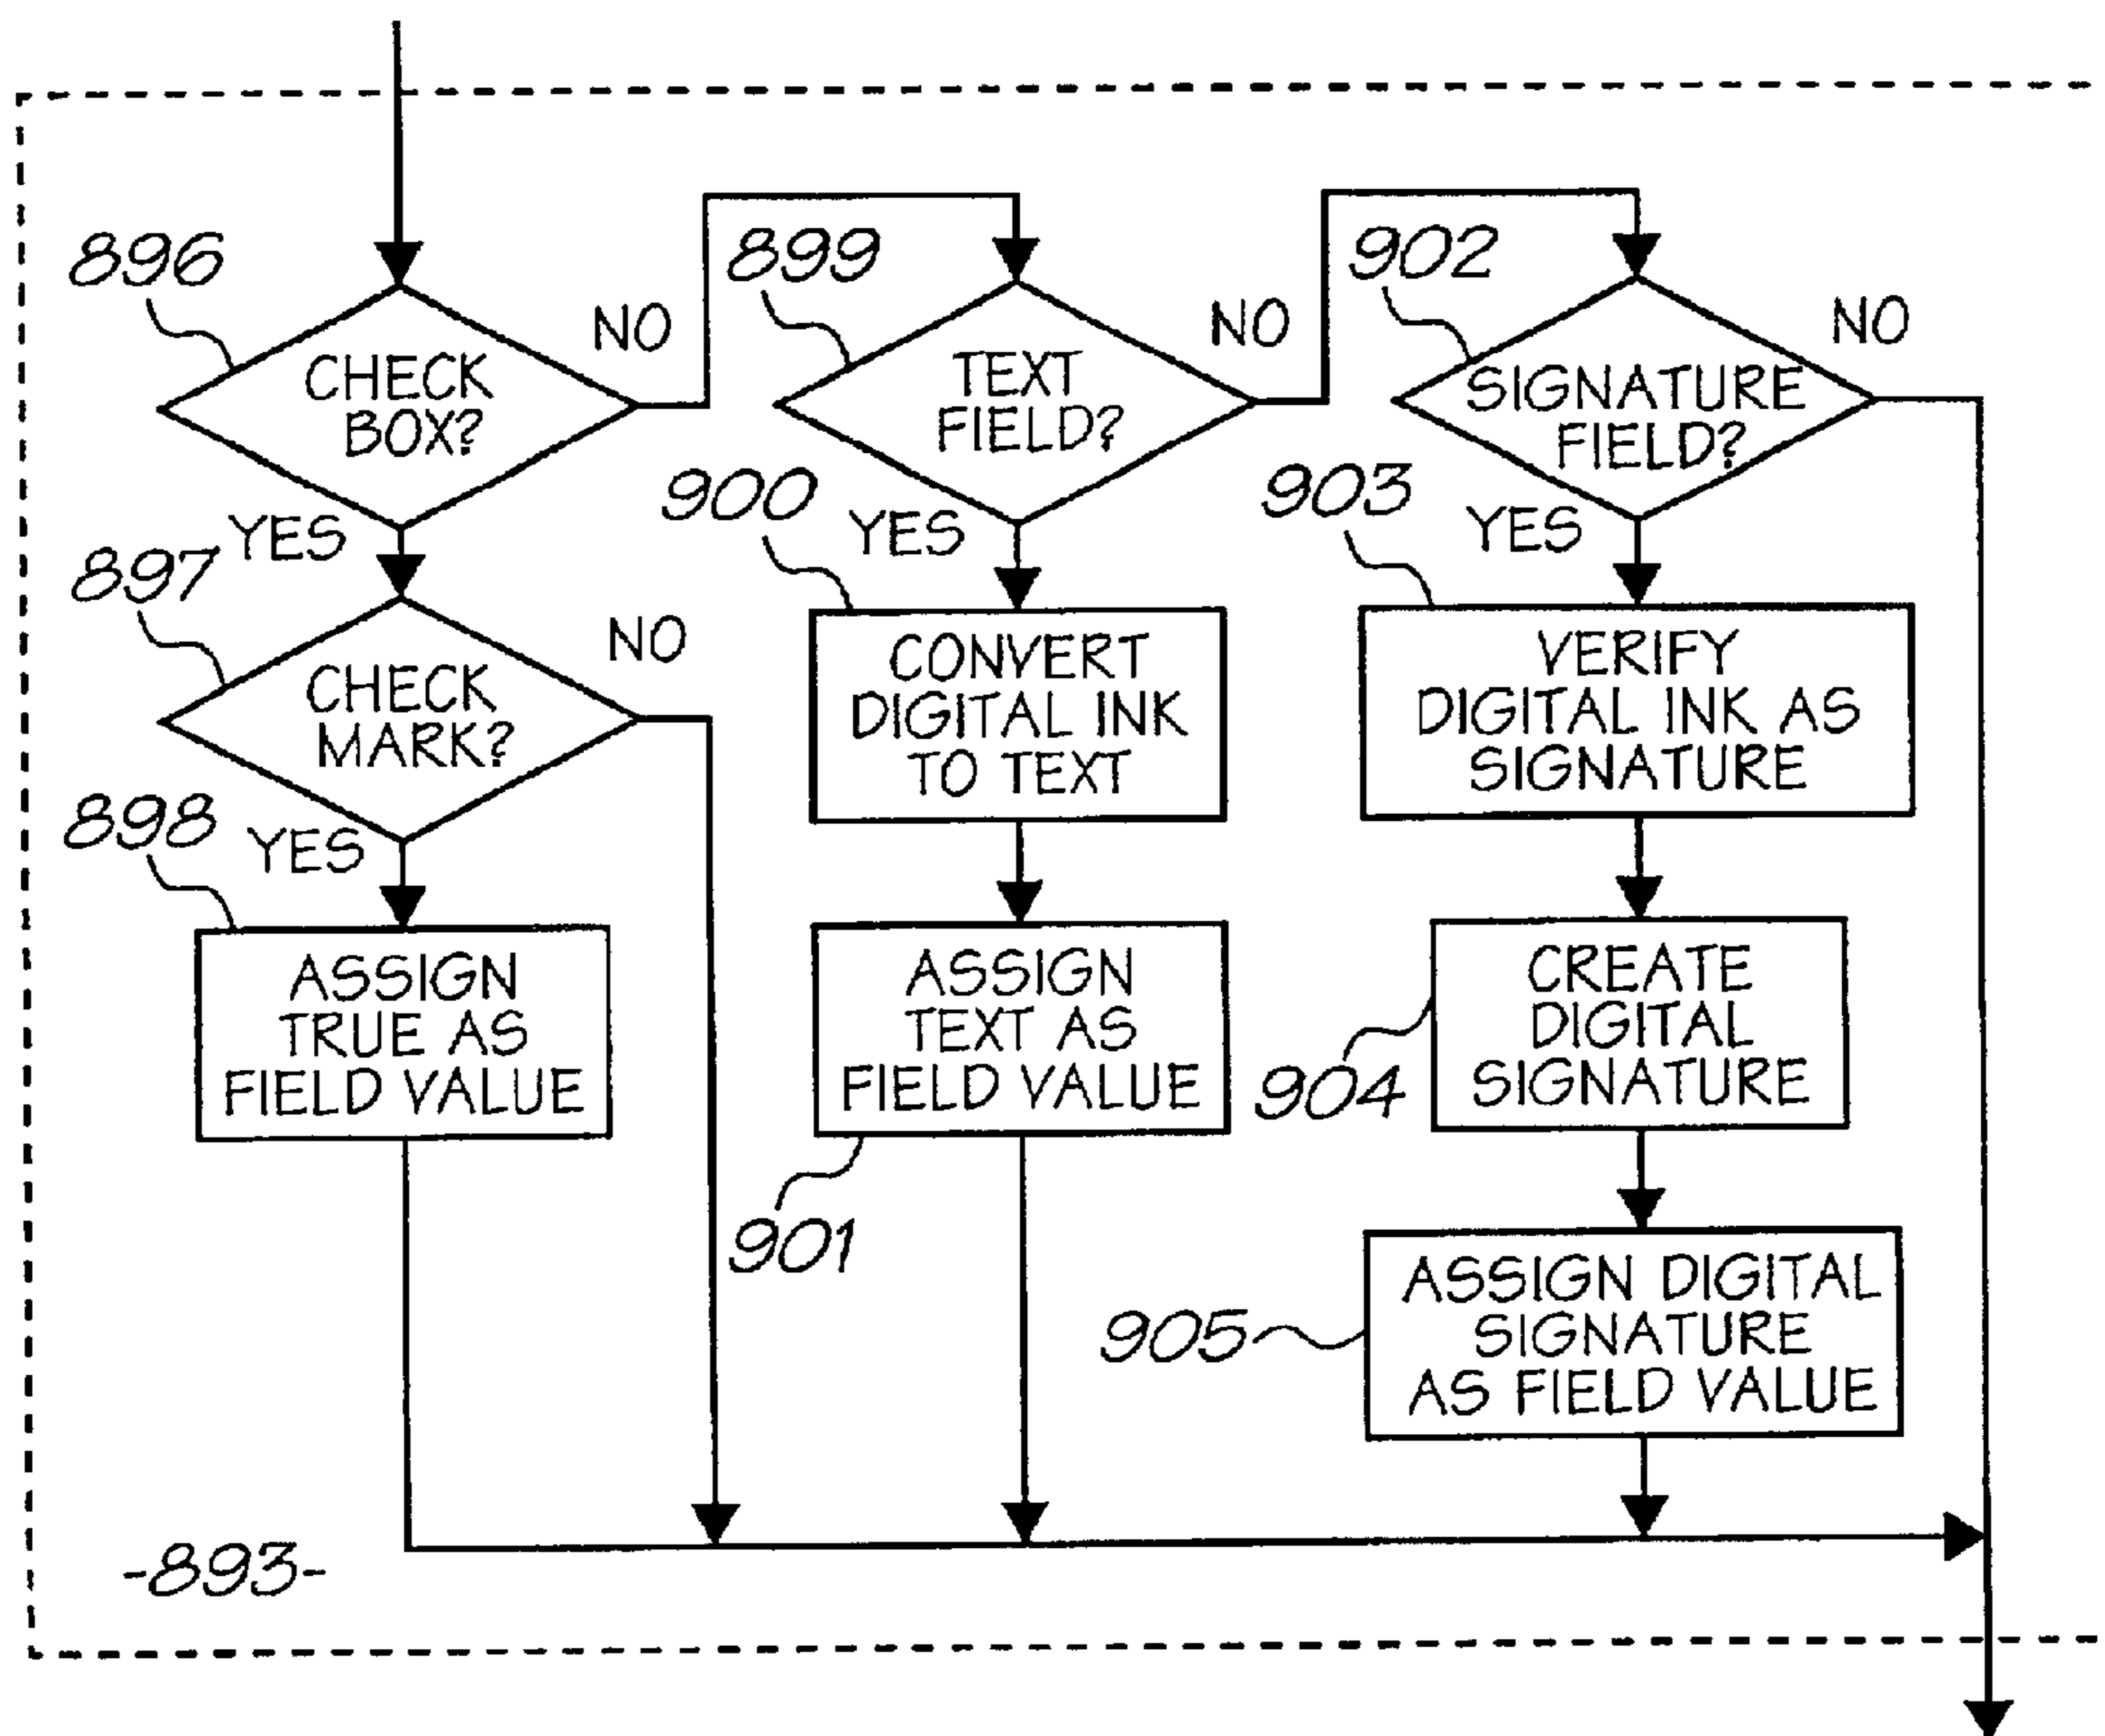 896
CHECK
BOX?
NO
YES
897
CHECK
MARK?
NO
YES
898
ASSIGN
TRUE AS
FIELD VALUE
899
TEXT
FIELD?
NO
YES
900
CONVERT
DIGITAL INK
TO TEXT
ASSIGN
TEXT AS
FIELD VALUE
901
902
SIGNATURE
FIELD?
NO
YES
903
VERIFY
DIGITAL INK AS
SIGNATURE
CREATE
DIGITAL
SIGNATURE
904
ASSIGN DIGITAL
SIGNATURE
AS FIELD VALUE
905
-893-